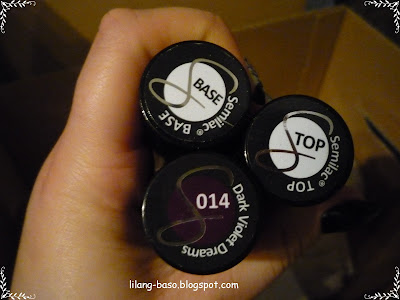 BASE
Semilac® BASE
TOP
Semilac® TOP
014
Dark Violet Dreams
lilang-baso.blogspot.com